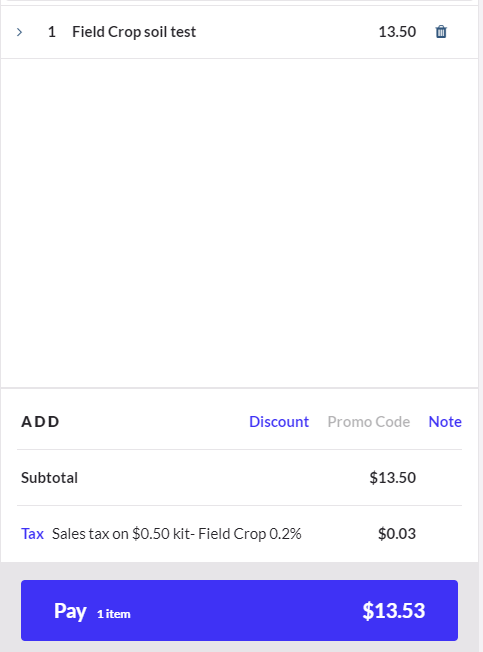 1 Field Crop soil test 13.50
ADD Discount Promo Code Note
Subtotal $13.50
Tax Sales tax on $0.50 kit- Field Crop 0.2% $0.03
Pay 1 item $13.53